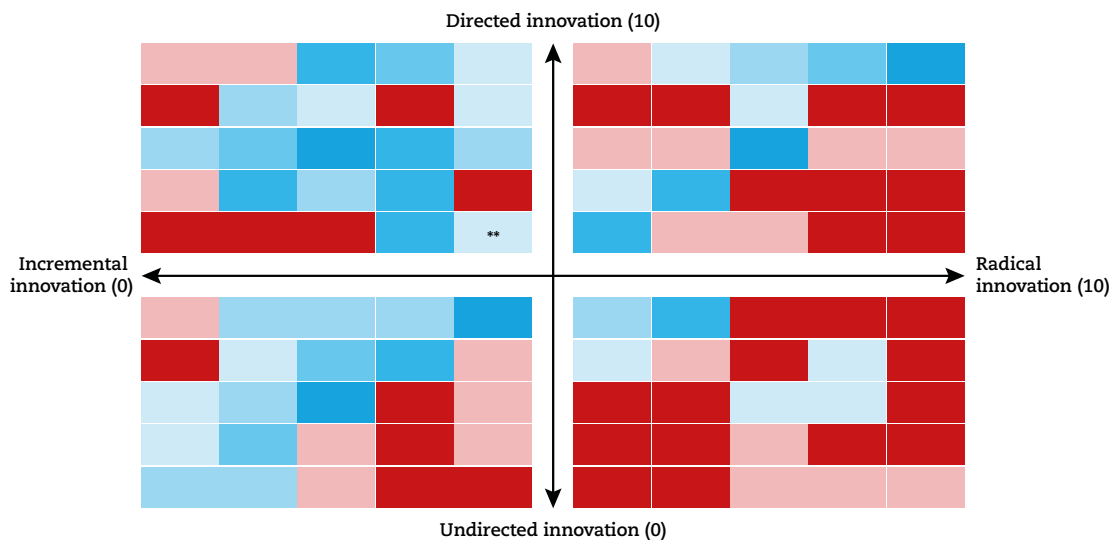 Directed innovation (10)
**
Incremental
innovation (0)
Radical
innovation (10)
Undirected innovation (0)